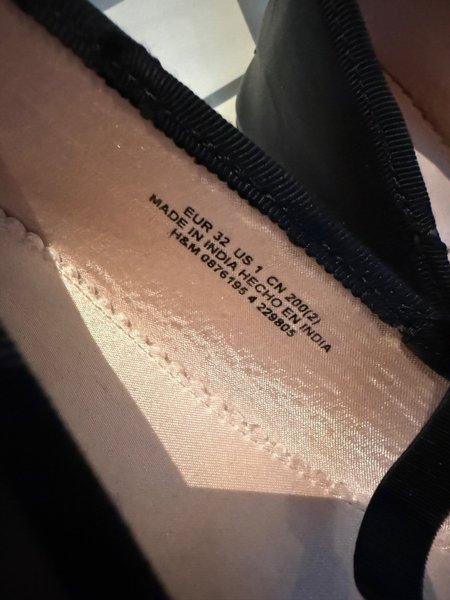 EUR 32 US 1 CN 200(2)
MADE IN INDIA HECHO EN INDIA
H&M 0876195 4 229805